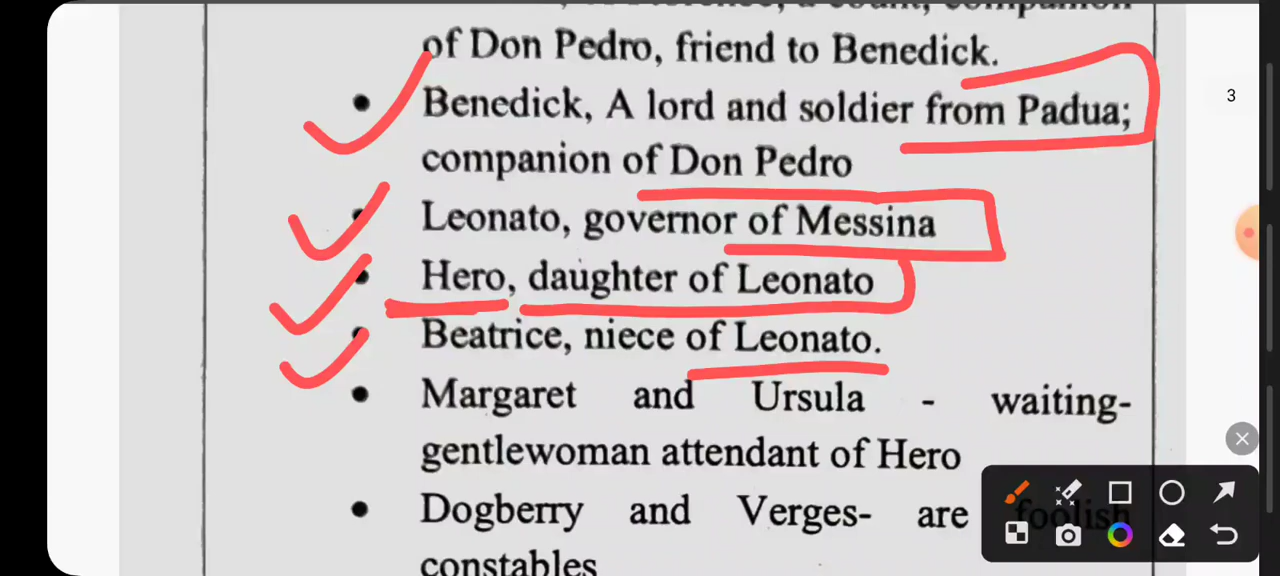 of Don Pedro, friend to Benedick.
3
• Benedick, A lord and soldier from Padua;
companion of Don Pedro
• Leonato, governor of Messina
• Hero, daughter of Leonato
• Beatrice, niece of Leonato.
• Margaret and Ursula - waiting-
gentlewoman attendant of Hero
• Dogberry and Verges- are foolish
constables